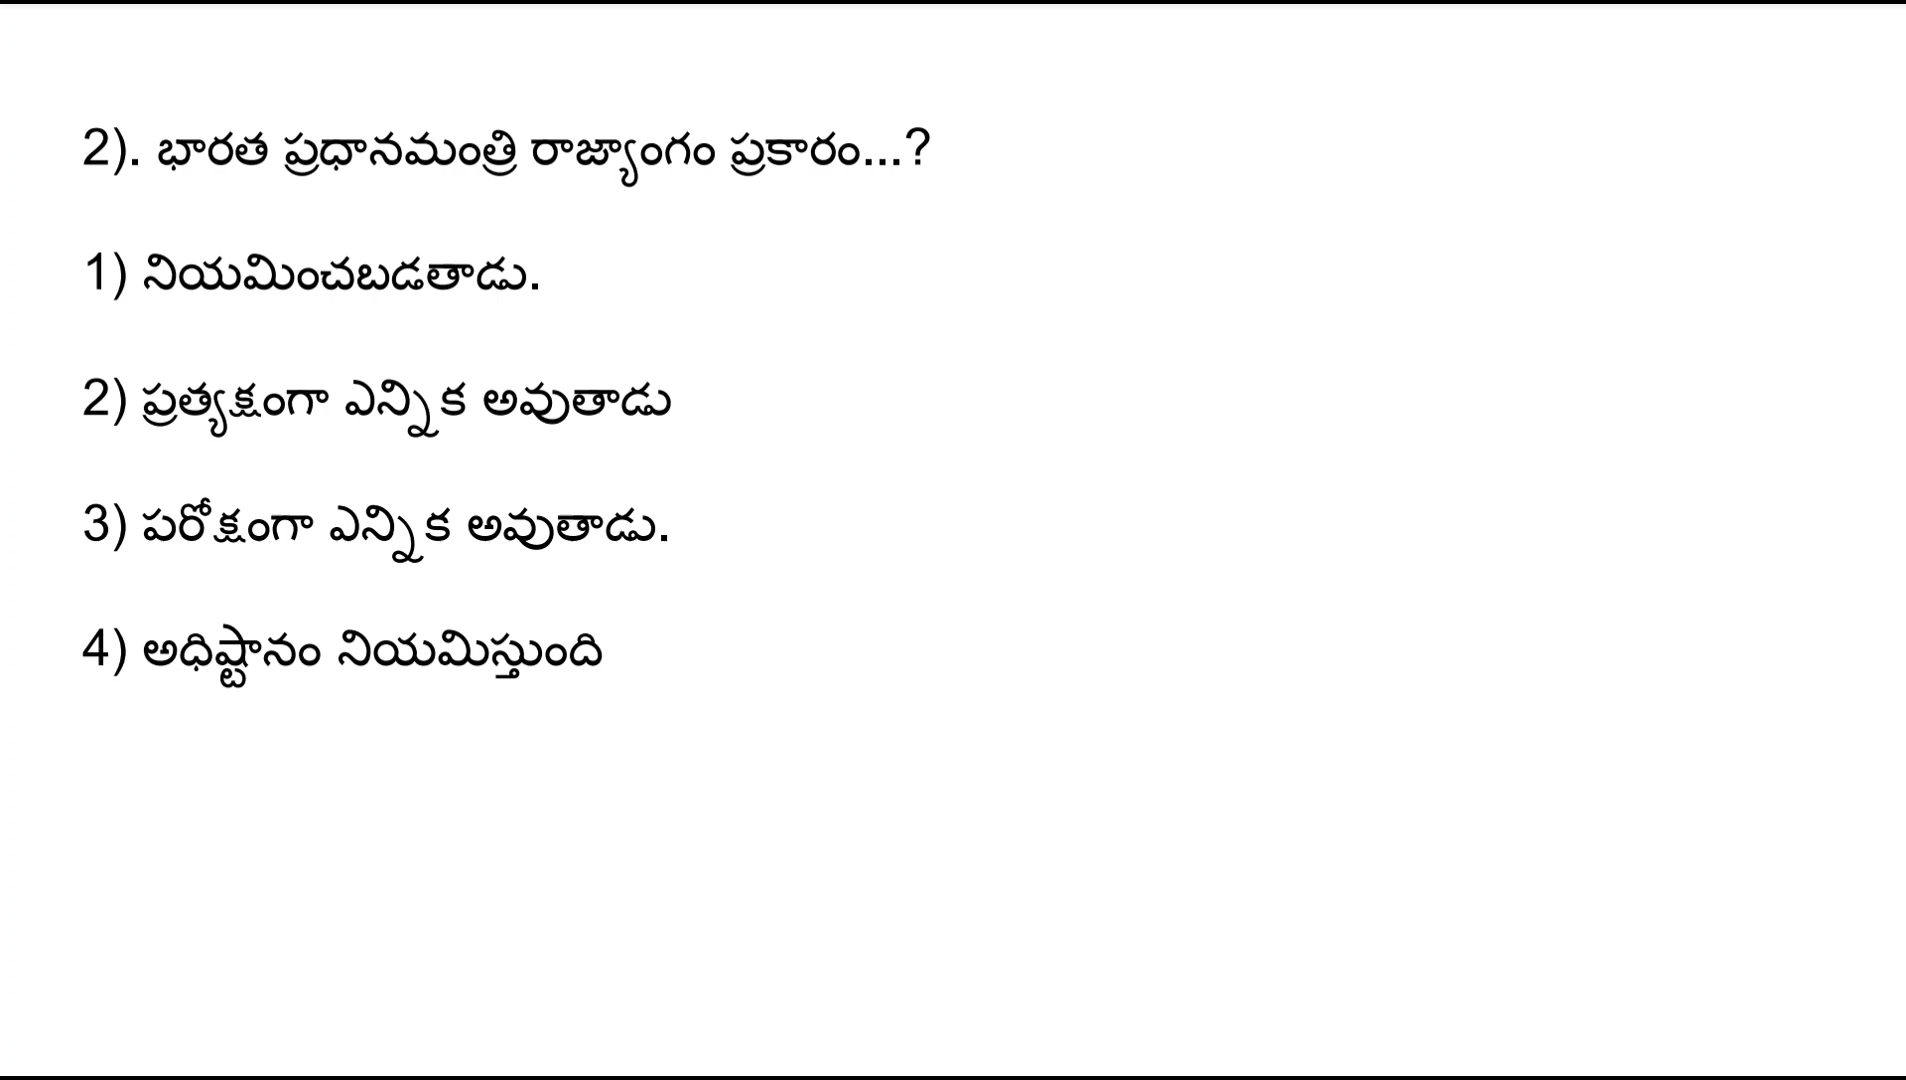 2). భారత ప్రధానమంత్రి రాజ్యాంగం ప్రకారం...?
1) నియమించబడతాడు.
2) ప్రత్యక్షంగా ఎన్నిక అవుతాడు
3) పరోక్షంగా ఎన్నిక అవుతాడు.
4) అధిష్టానం నియమిస్తుంది